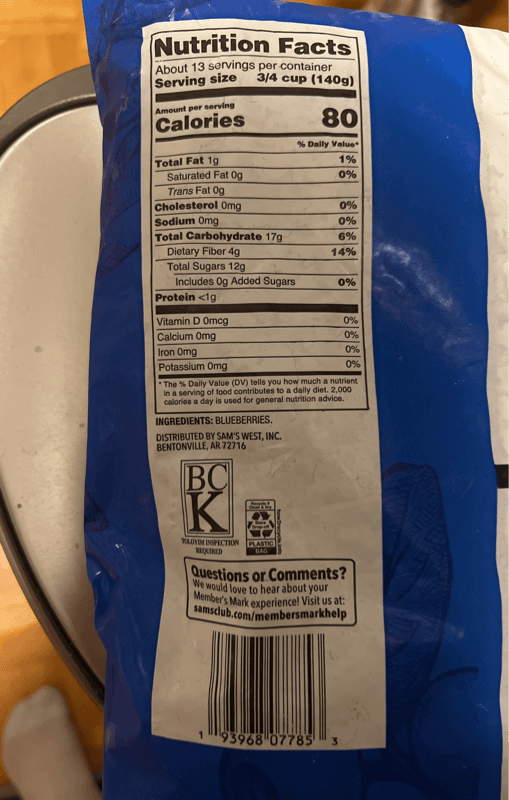 Nutrition Facts
About 13 servings per container
Serving size 3/4 cup (140g)
Amount per serving
Calories 80
% Daily Value*
Total Fat 1g 1%
Saturated Fat 0g 0%
Trans Fat 0g
Cholesterol 0mg 0%
Sodium 0mg 0%
Total Carbohydrate 17g 6%
Dietary Fiber 4g 14%
Total Sugars 12g
Includes 0g Added Sugars 0%
Protein <1g
Vitamin D 0mcg 0%
Calcium 0mg 0%
Iron 0mg 0%
Potassium 0mg 0%
* The % Daily Value (DV) tells you how much a nutrient
in a serving of food contributes to a daily diet. 2,000
calories a day is used for general nutrition advice.
INGREDIENTS: BLUEBERRIES.
DISTRIBUTED BY SAM'S WEST, INC.
BENTONVILLE, AR 72716
BC
K
TOLOYIM INSPECTION
REQUIRED
Store
Drop-off
PLASTIC
BAG
Questions or Comments?
We would love to hear about your
Member's Mark experience! Visit us at:
samsclub.com/membersmarkhelp
1 93968 07785 3